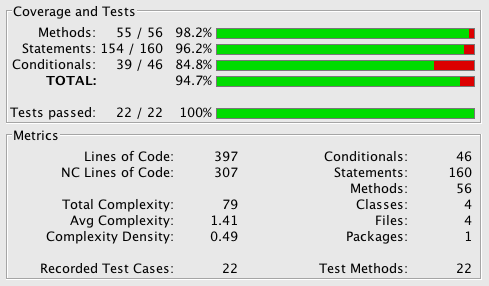 Coverage and Tests
Methods: 55 / 56 98.2%
Statements: 154 / 160 96.2%
Conditionals: 39 / 46 84.8%
TOTAL: 94.7%
Tests passed: 22 / 22 100%
Metrics
Lines of Code: 397 Conditionals: 46
NC Lines of Code: 307 Statements: 160
Methods: 56
Total Complexity: 79 Classes: 4
Avg Complexity: 1.41 Files: 4
Complexity Density: 0.49 Packages: 1
Recorded Test Cases: 22 Test Methods: 22